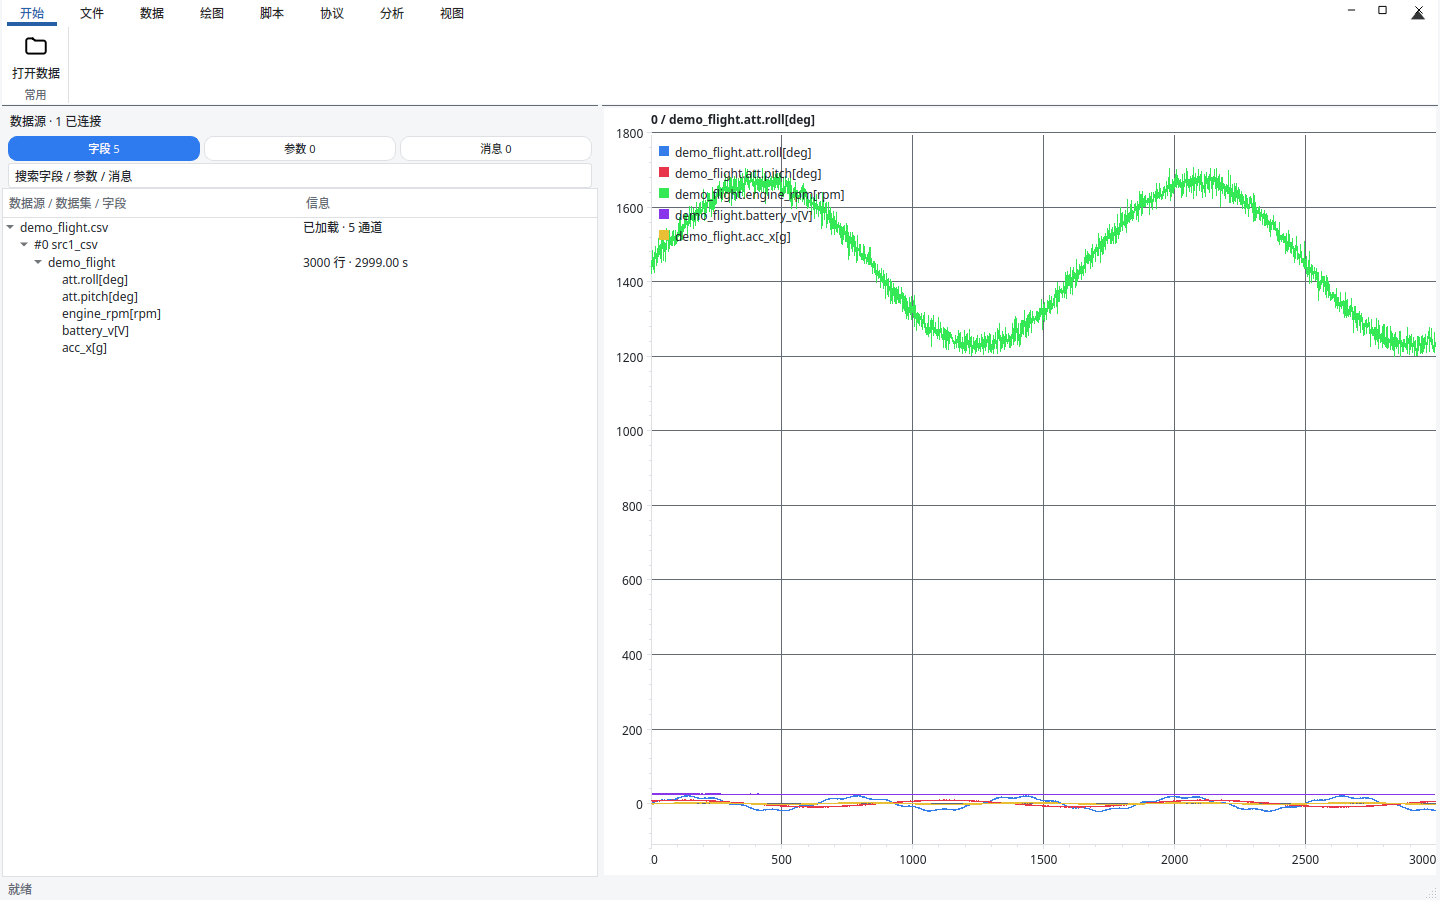 开始 文件 数据 绘图 脚本 协议 分析 视图
打开数据
常用
数据源 · 1 已连接
字段 5 参数 0 消息 0
搜索字段 / 参数 / 消息
数据源 / 数据集 / 字段 信息
demo_flight.csv 已加载 · 5 通道
#0 src1_csv
demo_flight 3000 行 · 2999.00 s
att.roll[deg]
att.pitch[deg]
engine_rpm[rpm]
battery_v[V]
acc_x[g]
0 / demo_flight.att.roll[deg]
demo_flight.att.roll[deg]
demo_flight.att.pitch[deg]
demo_flight.engine_rpm[rpm]
demo_flight.battery_v[V]
demo_flight.acc_x[g]
1800
1600
1400
1200
1000
800
600
400
200
0
0 500 1000 1500 2000 2500 3000
就绪